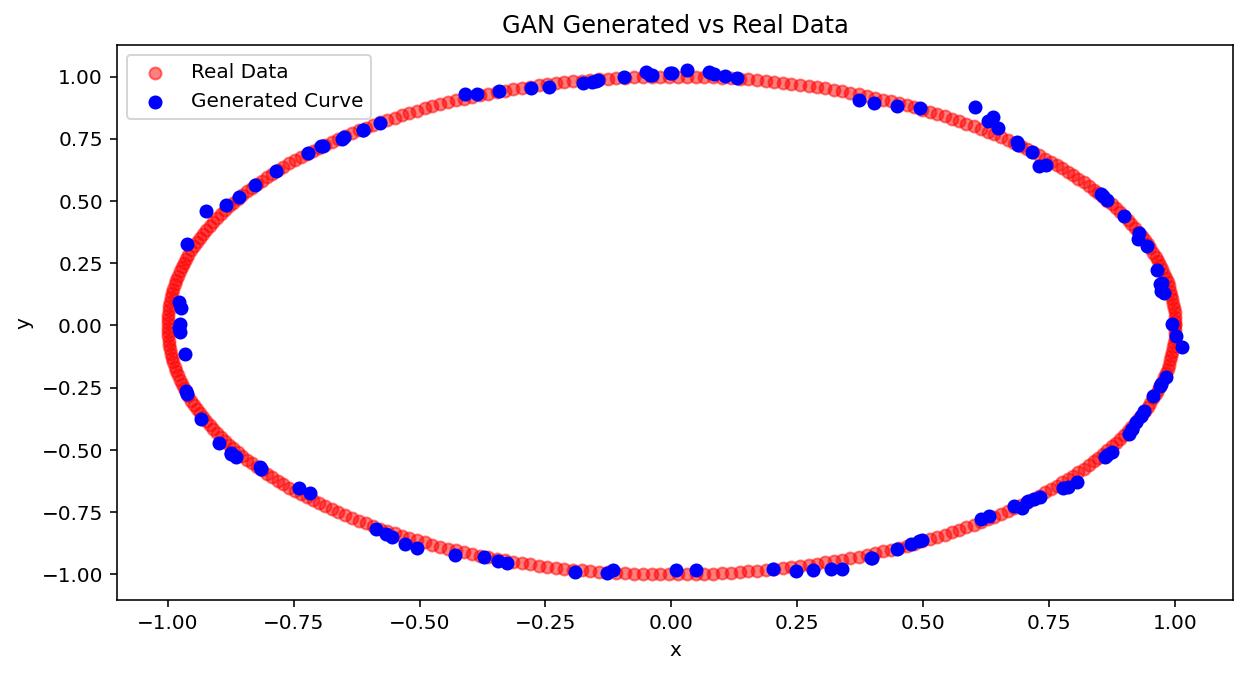 GAN Generated vs Real Data
Real Data
Generated Curve
1.00
0.75
0.50
0.25
0.00
−0.25
−0.50
−0.75
−1.00
y
−1.00 −0.75 −0.50 −0.25 0.00 0.25 0.50 0.75 1.00
x